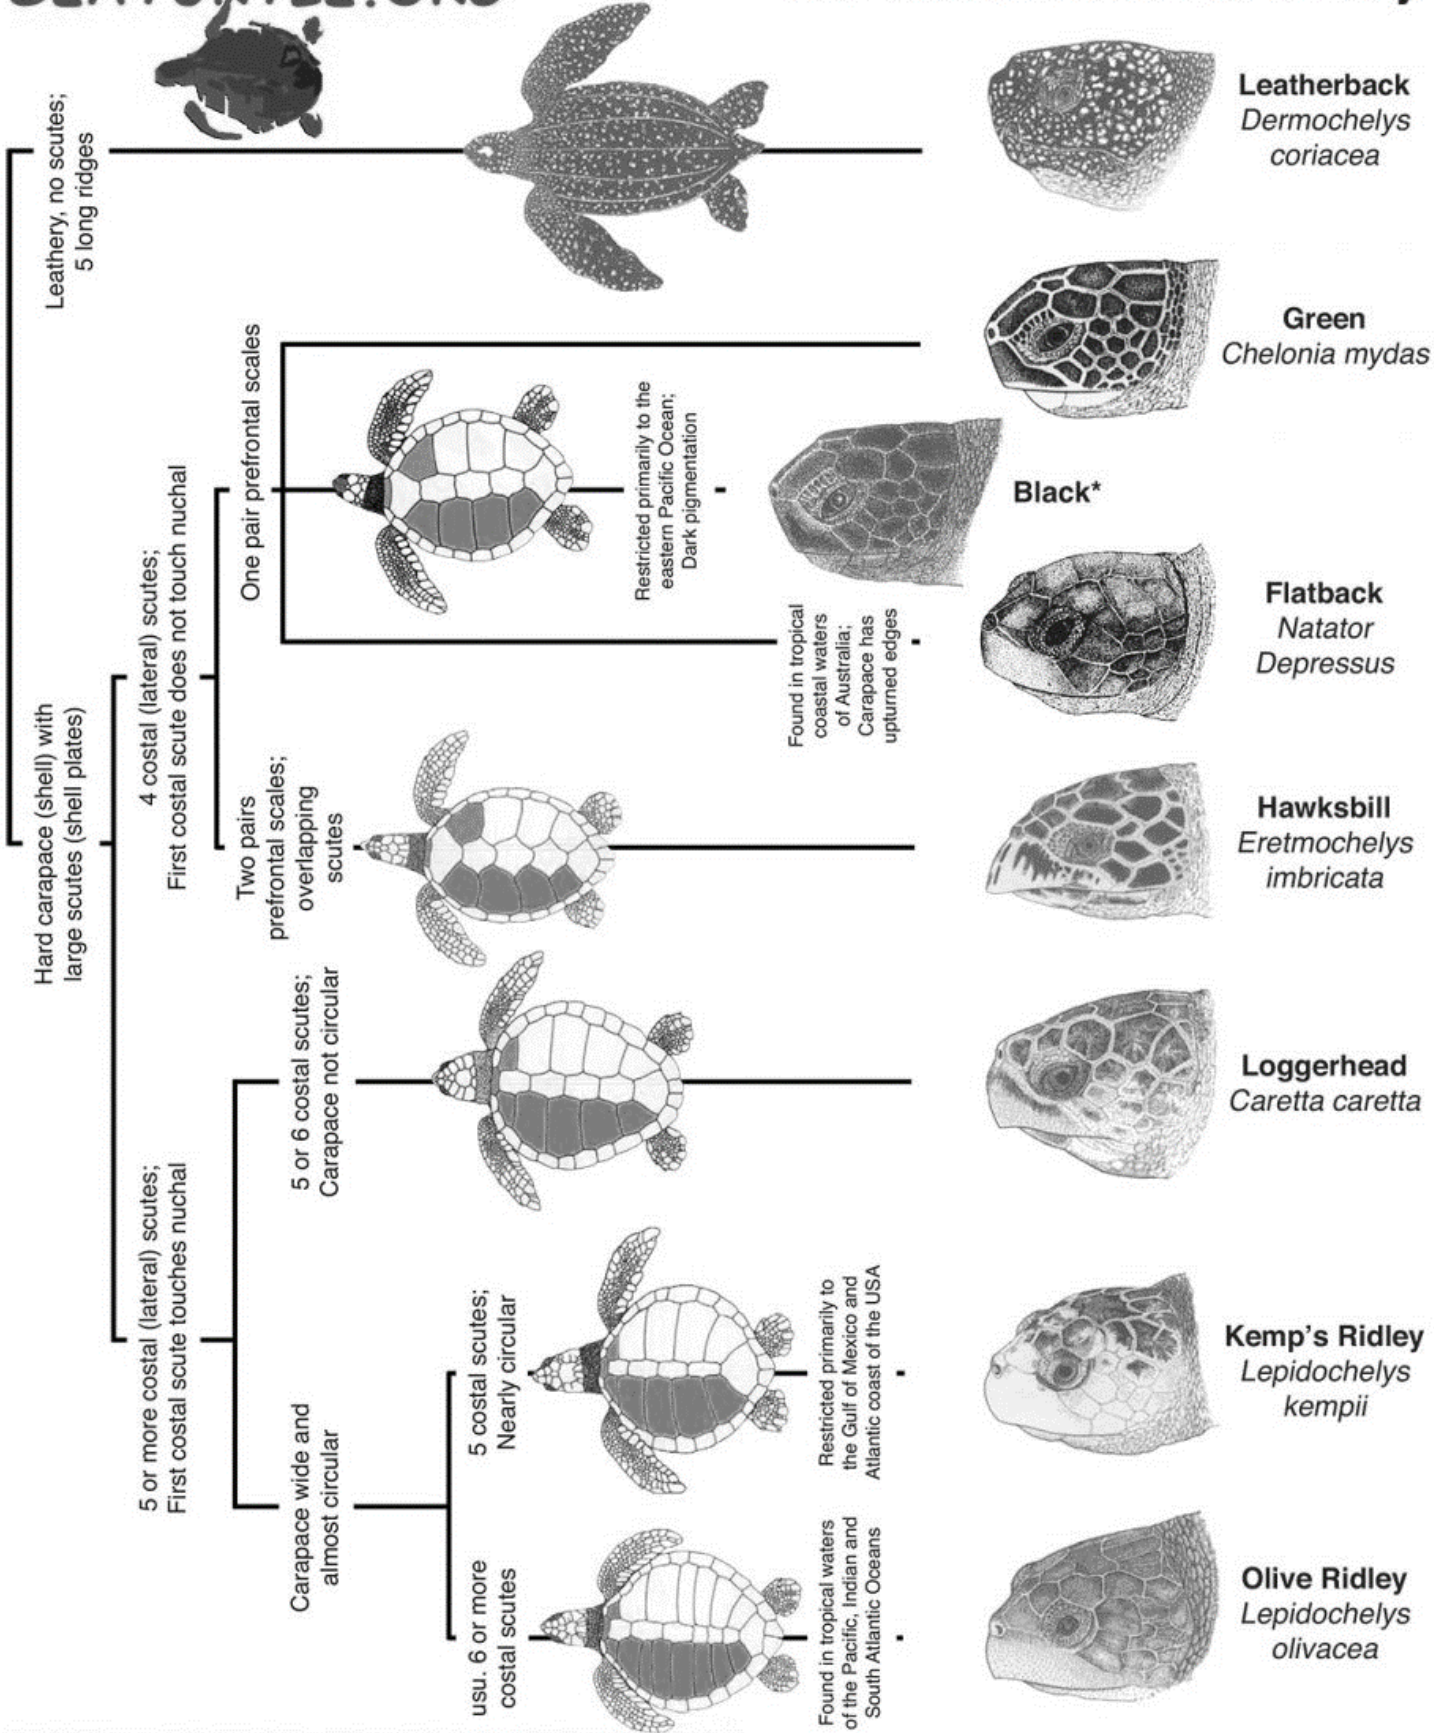 SEATURTLE.ORG
Leathery, no scutes;
5 long ridges
Leatherback
Dermochelys
coriacea
Hard carapace (shell) with
large scutes (shell plates)
4 costal (lateral) scutes;
First costal scute does not touch nuchal
One pair prefrontal scales
Green
Chelonia mydas
Restricted primarily to the
eastern Pacific Ocean;
Dark pigmentation
Black*
Found in tropical
coastal waters
of Australia;
Carapace has
upturned edges
Flatback
Natator
Depressus
Two pairs
prefrontal scales;
overlapping
scutes
Hawksbill
Eretmochelys
imbricata
5 or more costal (lateral) scutes;
First costal scute touches nuchal
5 or 6 costal scutes;
Carapace not circular
Loggerhead
Caretta caretta
Carapace wide and
almost circular
5 costal scutes;
Nearly circular
Restricted primarily to
the Gulf of Mexico and
Atlantic coast of the USA
Kemp's Ridley
Lepidochelys
kempii
usu. 6 or more
costal scutes
Found in tropical waters
of the Pacific, Indian and
South Atlantic Oceans
Olive Ridley
Lepidochelys
olivacea